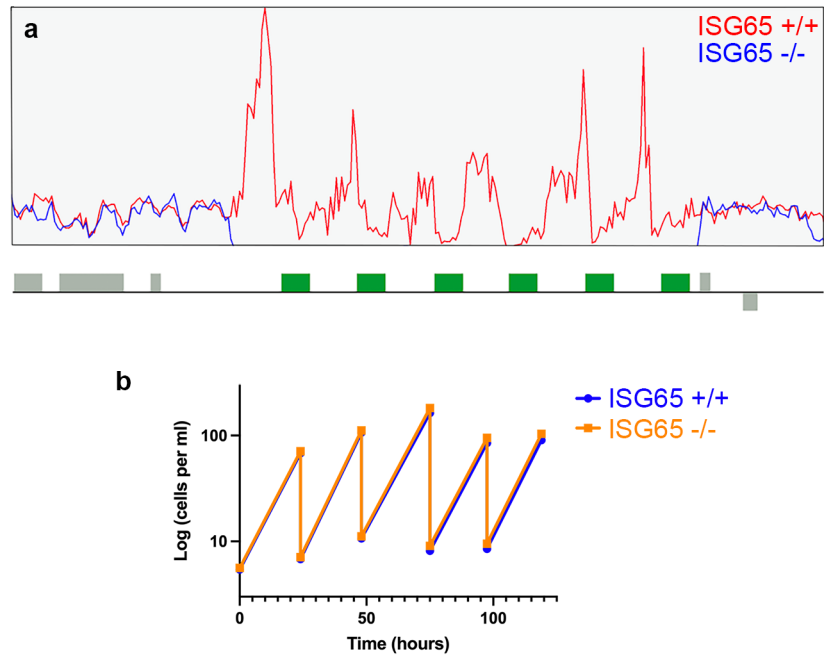 a
ISG65 +/+
ISG65 -/-
b
ISG65 +/+
ISG65 -/-
Log (cells per ml)
100
10
0
50
100
Time (hours)